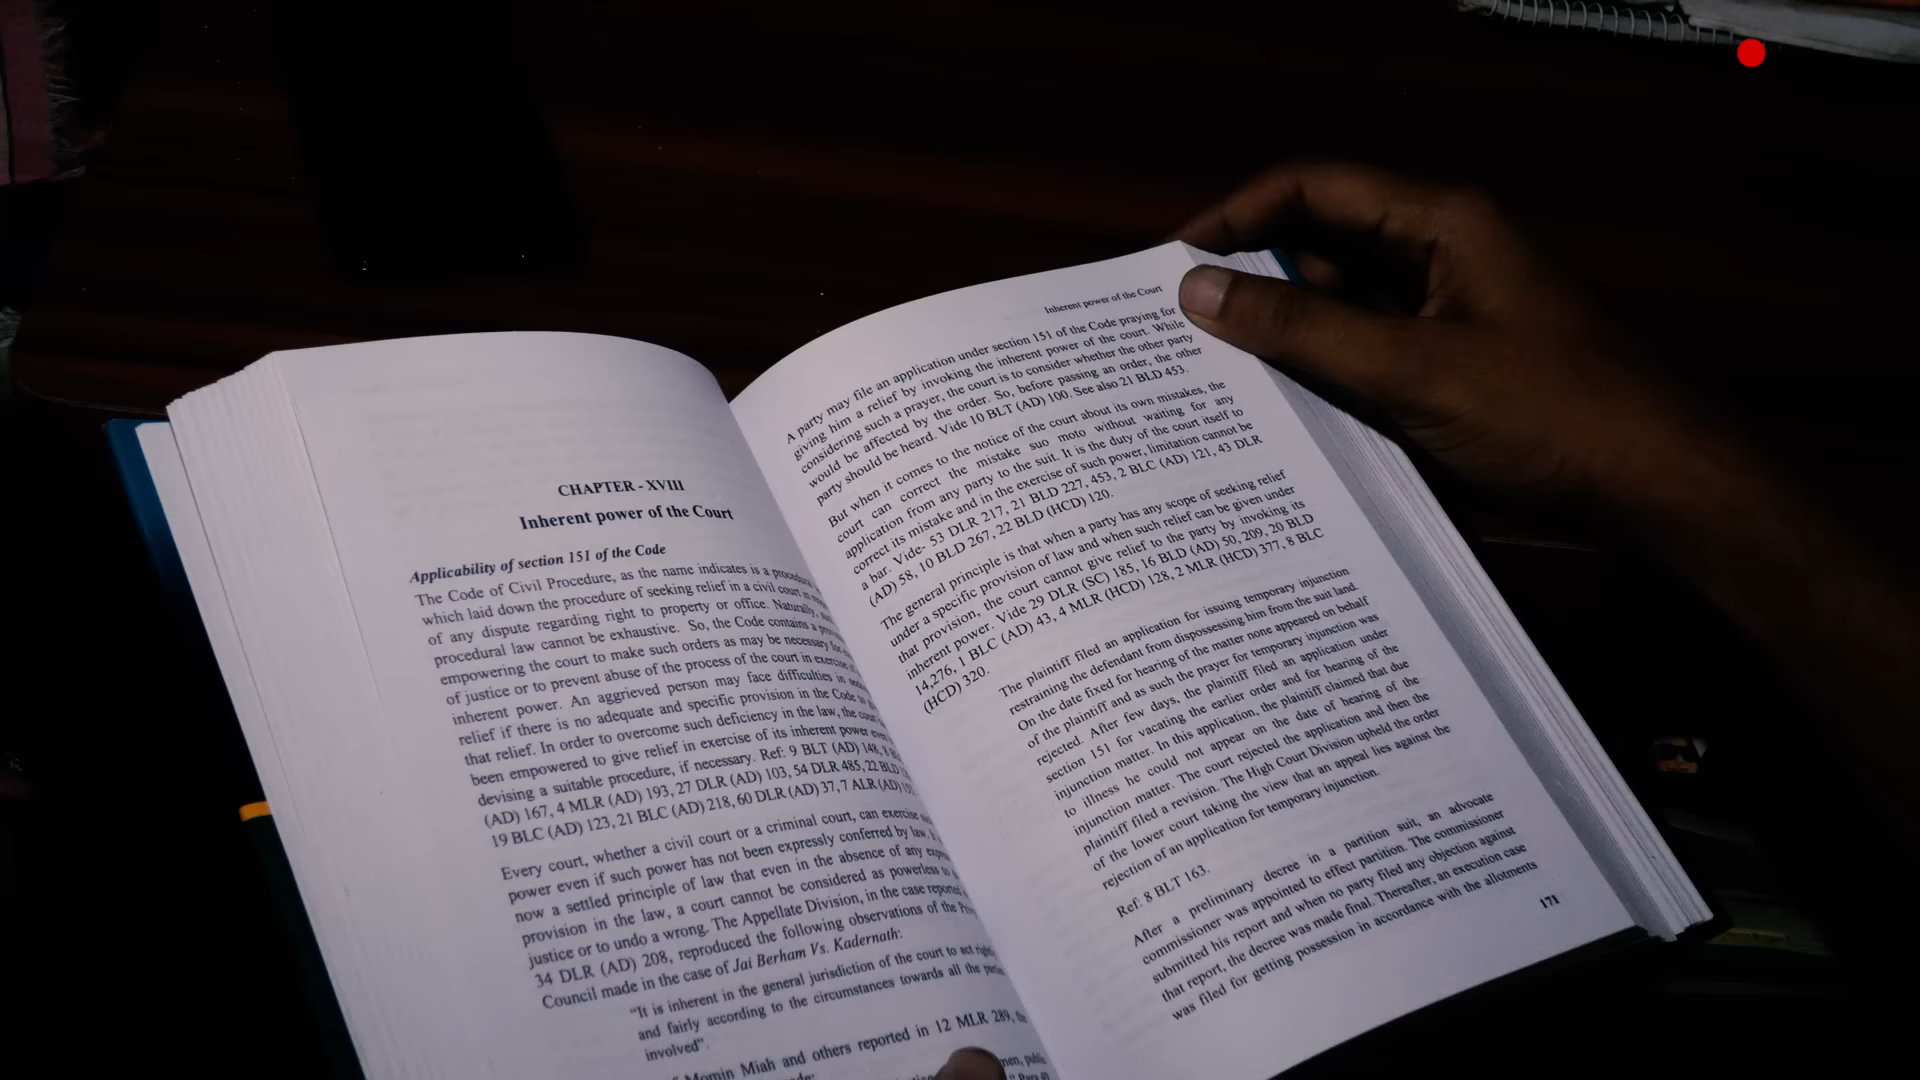 CHAPTER - XVIII
Inherent power of the Court
Applicability of section 151 of the Code
The Code of Civil Procedure, as the name indicates is a
which laid down the procedure of seeking relief in a civil court in
of any dispute regarding right to property or office. Naturally,
procedural law cannot be exhaustive. So, the Code contains a
empowering the court to make such orders as may be necessary
of justice or to prevent abuse of the process of the court in exercise
inherent power. An aggrieved person may face difficulties in
relief if there is no adequate and specific provision in the Code
that relief. In order to overcome such deficiency in the law, the
been empowered to give relief in exercise of its inherent power
devising a suitable procedure, if necessary. Ref: 9 BLT (AD) 148,
(AD) 167, 4 MLR (AD) 193, 27 DLR (AD) 103, 54 DLR 485, 22 BLD
19 BLC (AD) 123, 21 BLC (AD) 218, 60 DLR (AD) 37, 7 ALR (AD)
Every court, whether a civil court or a criminal court, can exercise
power even if such power has not been expressly conferred by law.
now a settled principle of law that even in the absence of any
provision in the law, a court cannot be considered as powerless to
justice or to undo a wrong. The Appellate Division, in the case reported
34 DLR (AD) 208, reproduced the following observations of the
Council made in the case of Jai Berham Vs. Kadernath:
“It is inherent in the general jurisdiction of the court to act
and fairly according to the circumstances towards all the
involved”.
Momin Miah and others reported in 12 MLR 289,
Inherent power of the Court
A party may file an application under section 151 of the Code praying for
giving him a relief by invoking the inherent power of the court. While
considering such a prayer, the court is to consider whether the other party
would be affected by the order. So, before passing an order, the other
party should be heard. Vide 10 BLT (AD) 100. See also 21 BLD 453.
But when it comes to the notice of the court about its own mistakes, the
court can correct the mistake suo moto without waiting for any
application from any party to the suit. It is the duty of the court itself to
correct its mistake and in the exercise of such power, limitation cannot be
a bar. Vide- 53 DLR 217, 21 BLD 227, 453, 2 BLC (AD) 121, 43 DLR
(AD) 58, 10 BLD 267, 22 BLD (HCD) 120.
The general principle is that when a party has any scope of seeking relief
under a specific provision of law and when such relief can be given under
that provision, the court cannot give relief to the party by invoking its
inherent power. Vide 29 DLR (SC) 185, 16 BLD (AD) 50, 209, 20 BLD
14,276, 1 BLC (AD) 43, 4 MLR (HCD) 128, 2 MLR (HCD) 377, 8 BLC
(HCD) 320.
The plaintiff filed an application for issuing temporary injunction
restraining the defendant from dispossessing him from the suit land.
On the date fixed for hearing of the matter none appeared on behalf
of the plaintiff and as such the prayer for temporary injunction was
rejected. After few days, the plaintiff filed an application under
section 151 for vacating the earlier order and for hearing of the
injunction matter. In this application, the plaintiff claimed that due
to illness he could not appear on the date of hearing of the
injunction matter. The court rejected the application and then the
plaintiff filed a revision. The High Court Division upheld the order
of the lower court taking the view that an appeal lies against the
rejection of an application for temporary injunction.
Ref: 8 BLT 163.
After a preliminary decree in a partition suit, an advocate
commissioner was appointed to effect partition. The commissioner
submitted his report and when no party filed any objection against
that report, the decree was made final. Thereafter, an execution case
was filed for getting possession in accordance with the allotments
171